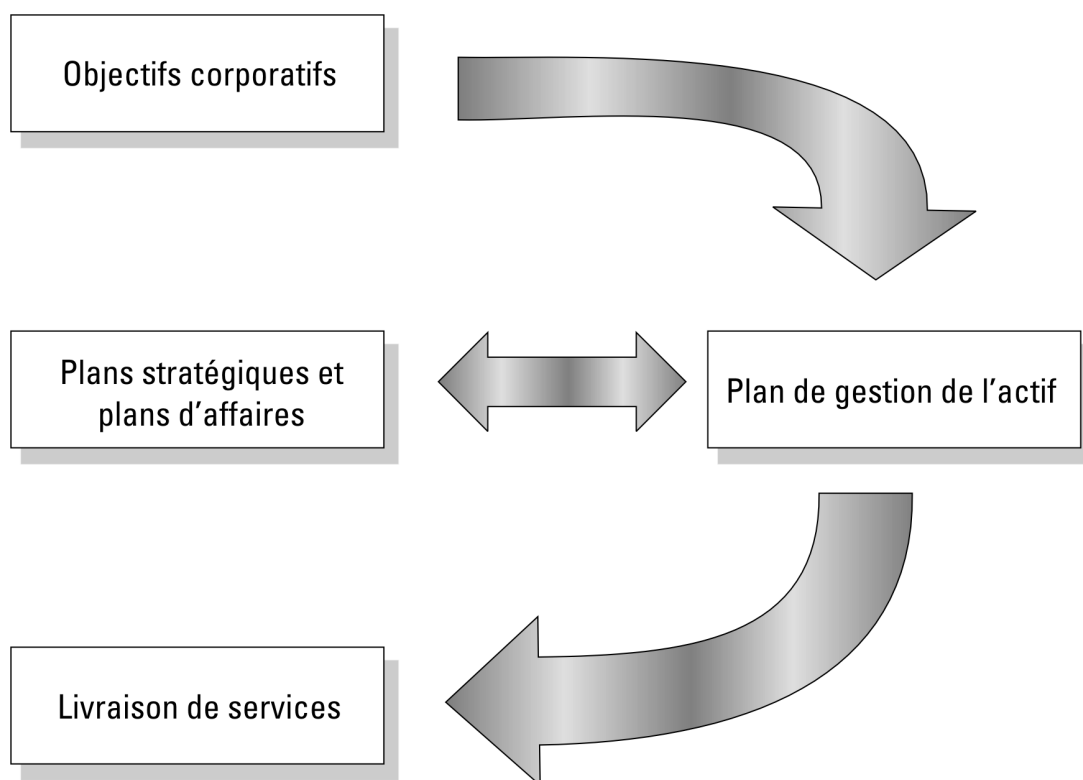 Objectifs corporatifs
Plans stratégiques et
plans d’affaires
Plan de gestion de l’actif
Livraison de services